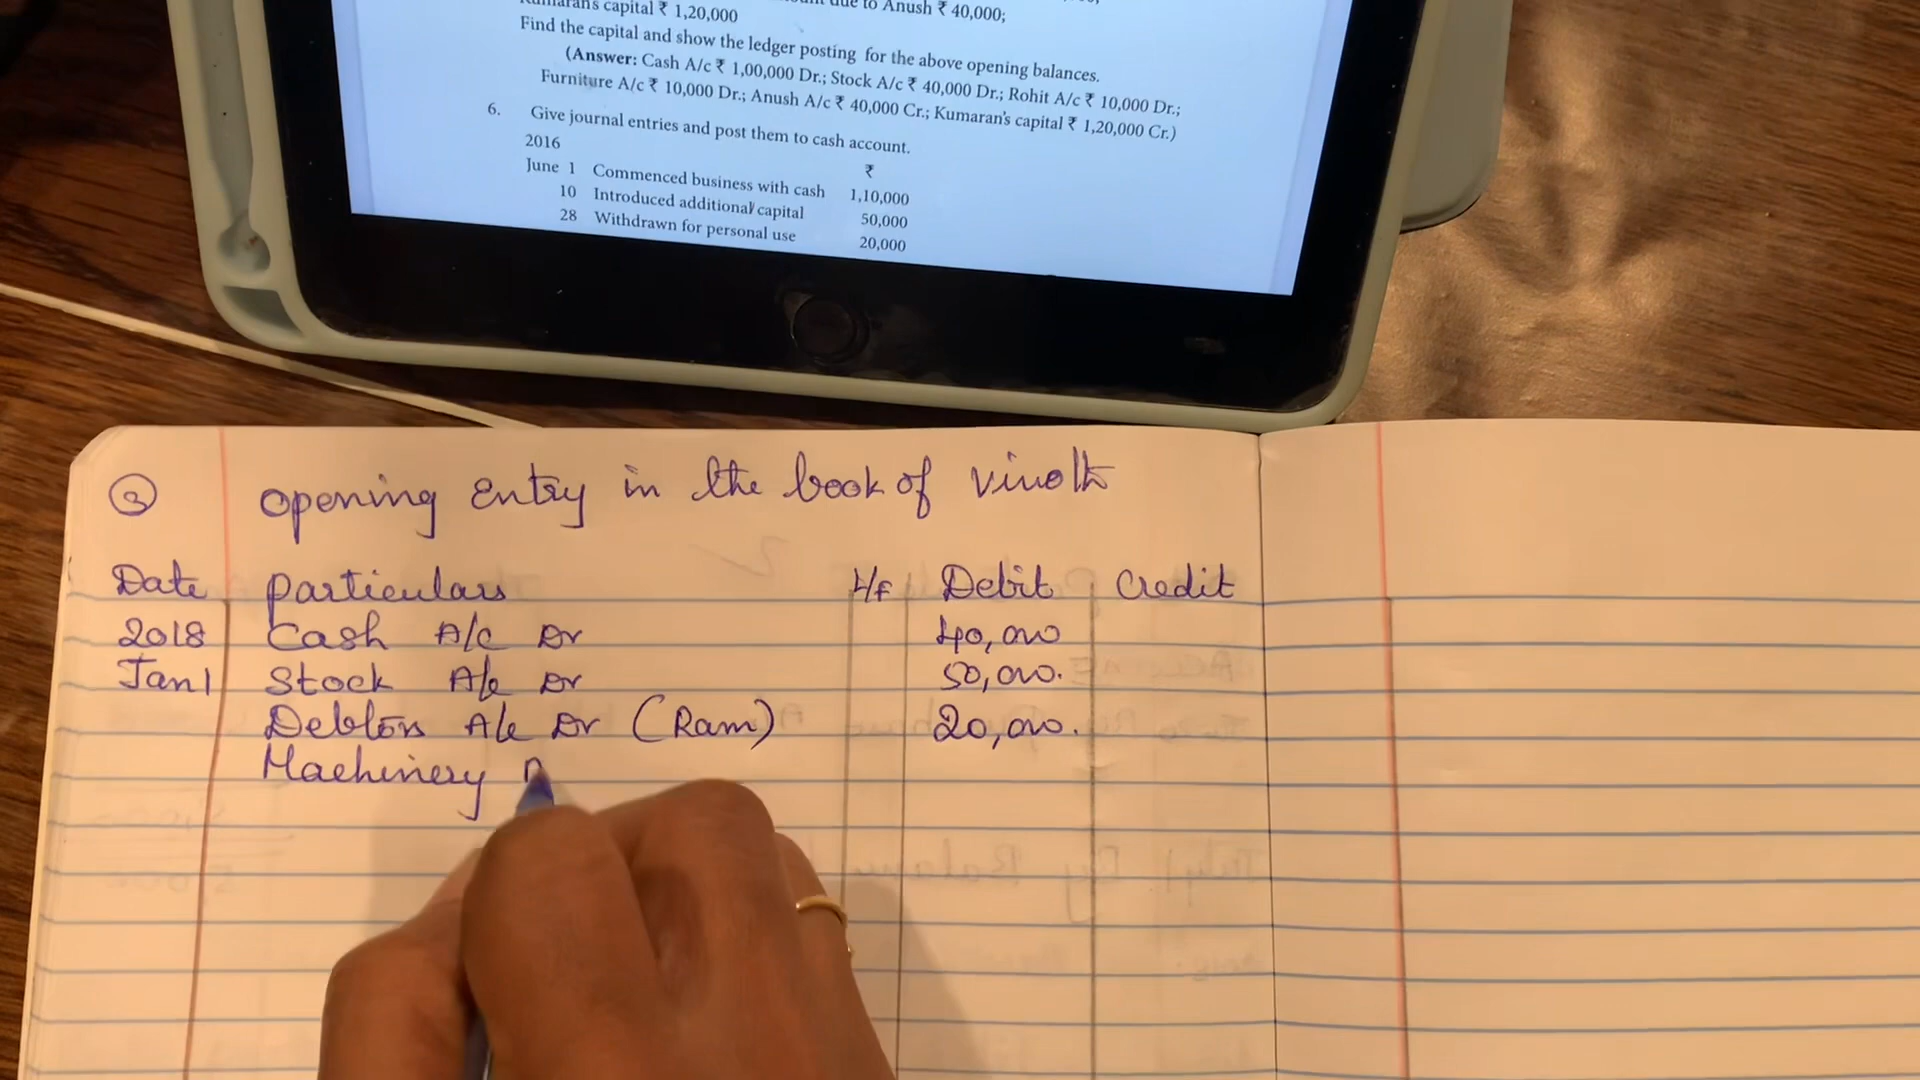 Kumaran's capital ₹ 1,20,000
due to Anush ₹ 40,000;
Find the capital and show the ledger posting for the above opening balances.
(Answer: Cash A/c ₹ 1,00,000 Dr.; Stock A/c ₹ 40,000 Dr.; Rohit A/c ₹ 10,000 Dr.;
Furniture A/c ₹ 10,000 Dr.; Anush A/c ₹ 40,000 Cr.; Kumaran's capital ₹ 1,20,000 Cr.)
6. Give journal entries and post them to cash account.
2016 ₹
June 1 Commenced business with cash 1,10,000
10 Introduced additional capital 50,000
28 Withdrawn for personal use 20,000
③ opening Entry in the book of vinoth
Date particulars L/F Debit Credit
2018 Cash A/c Dr 40,000
Jan 1 Stock A/c Dr 50,000.
Debtors A/c Dr (Ram) 20,000.
Machinery